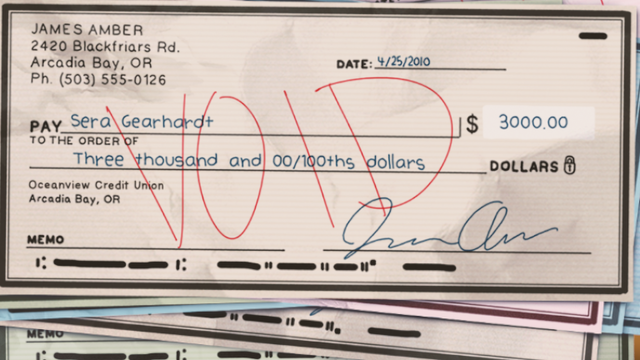 JAMES AMBER
2420 Blackfriars Rd.
Arcadia Bay, OR
Ph. (503) 555-0126
DATE: 4/25/2010
PAY Sera Gearhardt $ 3000.00
TO THE ORDER OF
Three thousand and 00/100ths dollars DOLLARS
Oceanview Credit Union
Arcadia Bay, OR
VOID
MEMO
MEMO